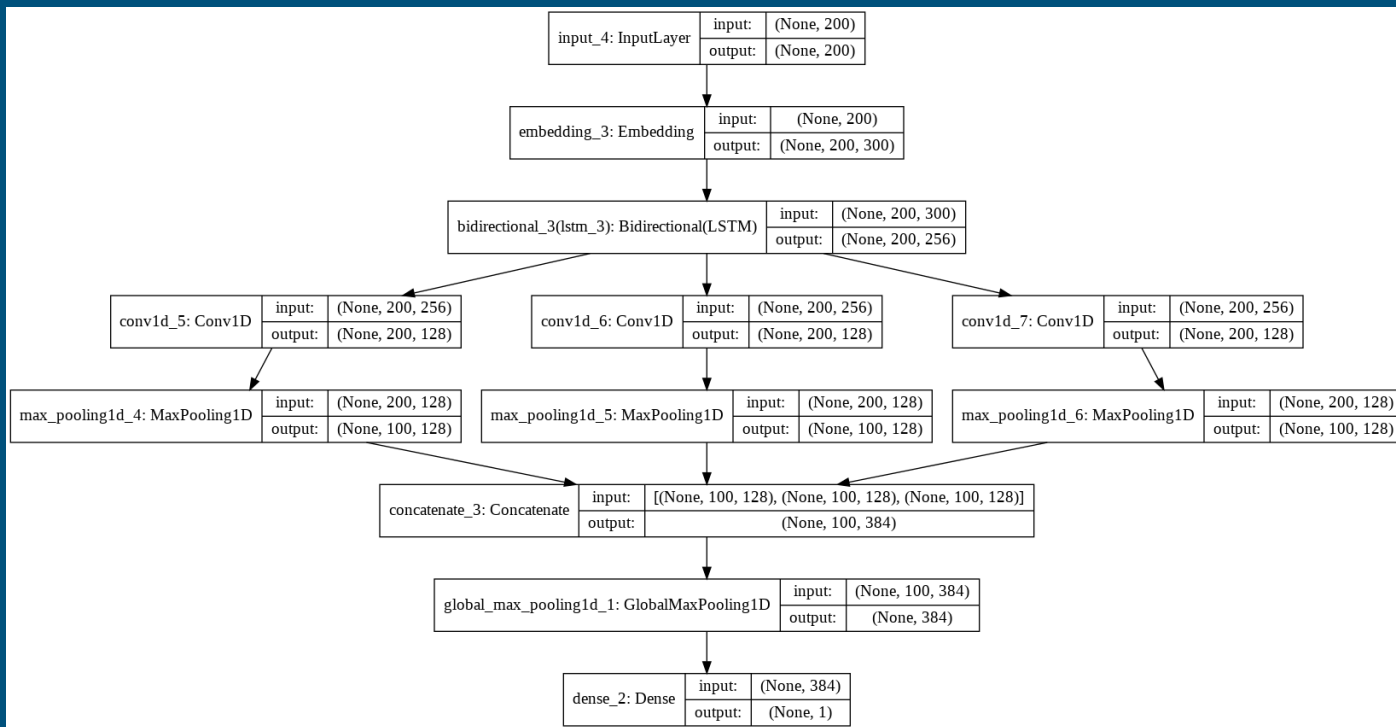 input_4: InputLayer
input: (None, 200)
output: (None, 200)
embedding_3: Embedding
input: (None, 200)
output: (None, 200, 300)
bidirectional_3(lstm_3): Bidirectional(LSTM)
input: (None, 200, 300)
output: (None, 200, 256)
conv1d_5: Conv1D
input: (None, 200, 256)
output: (None, 200, 128)
conv1d_6: Conv1D
input: (None, 200, 256)
output: (None, 200, 128)
conv1d_7: Conv1D
input: (None, 200, 256)
output: (None, 200, 128)
max_pooling1d_4: MaxPooling1D
input: (None, 200, 128)
output: (None, 100, 128)
max_pooling1d_5: MaxPooling1D
input: (None, 200, 128)
output: (None, 100, 128)
max_pooling1d_6: MaxPooling1D
input: (None, 200, 128)
output: (None, 100, 128)
concatenate_3: Concatenate
input: [(None, 100, 128), (None, 100, 128), (None, 100, 128)]
output: (None, 100, 384)
global_max_pooling1d_1: GlobalMaxPooling1D
input: (None, 100, 384)
output: (None, 384)
dense_2: Dense
input: (None, 384)
output: (None, 1)